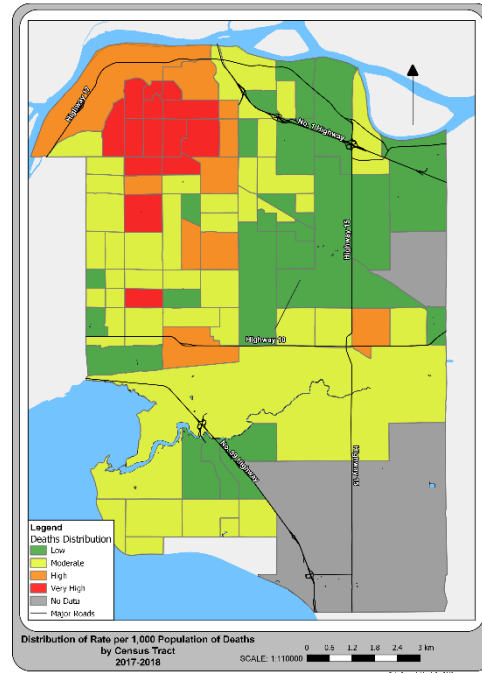 Highway 17
No. 1 Highway
Highway 15
Highway 10
No. 99 Highway
Highway 15
Legend
Deaths Distribution
Low
Moderate
High
Very High
No Data
Major Roads
Distribution of Rate per 1,000 Population of Deaths
by Census Tract
2017-2018
SCALE: 1:110000
0 0.6 1.2 1.8 2.4 3 km